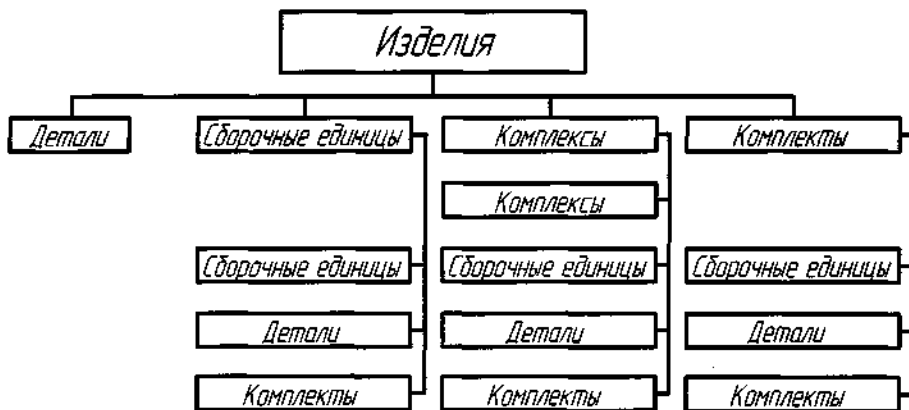 Изделия
Детали
Сборочные единицы
Комплексы
Комплекты
Комплексы
Сборочные единицы
Сборочные единицы
Сборочные единицы
Детали
Детали
Детали
Комплекты
Комплекты
Комплекты